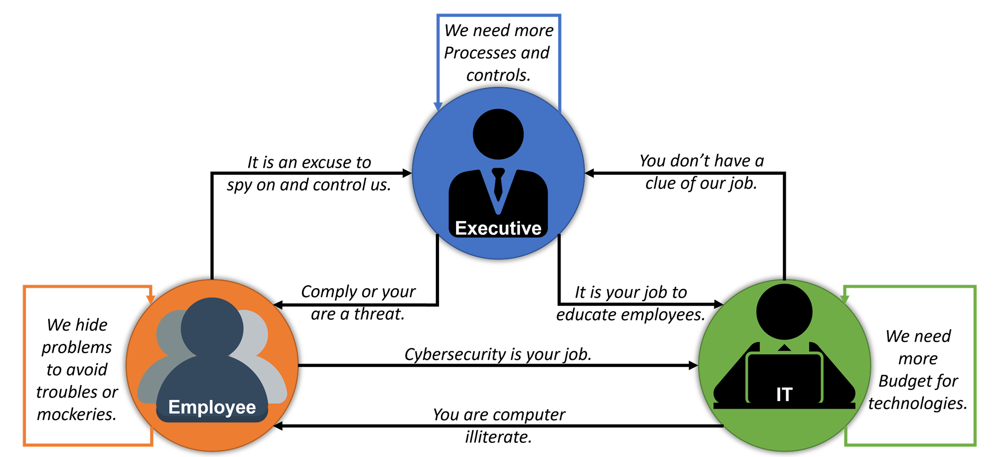 We need more
Processes and
controls.
Executive
It is an excuse to
spy on and control us.
You don’t have a
clue of our job.
Comply or your
are a threat.
It is your job to
educate employees.
We hide
problems
to avoid
troubles or
mockeries.
Employee
Cybersecurity is your job.
You are computer
illiterate.
IT
We need
more
Budget for
technologies.